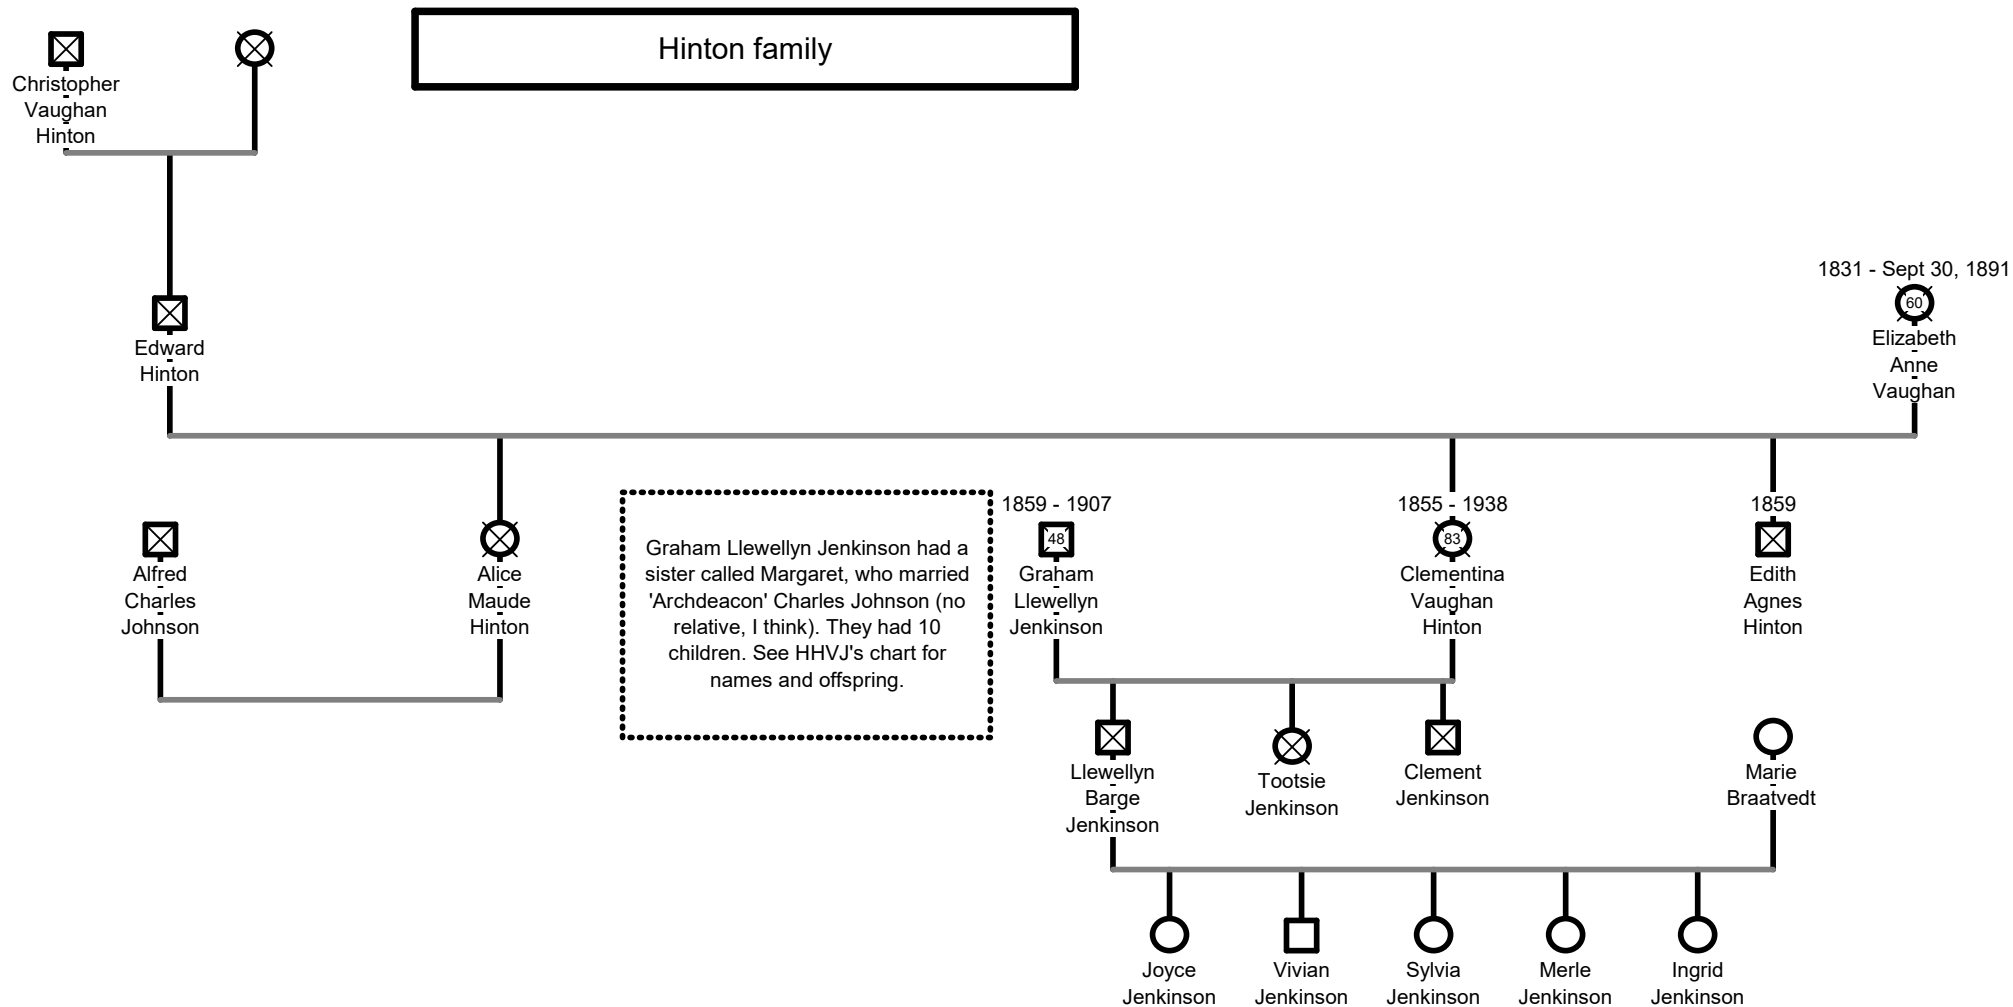 Hinton family
Christopher
Vaughan
Hinton
1831 - Sept 30, 1891
60
Elizabeth
Anne
Vaughan
Edward
Hinton
Alfred
Charles
Johnson
Alice
Maude
Hinton
Graham Llewellyn Jenkinson had a
sister called Margaret, who married
'Archdeacon' Charles Johnson (no
relative, I think). They had 10
children. See HHVJ's chart for
names and offspring.
1859 - 1907
48
Graham
Llewellyn
Jenkinson
1855 - 1938
83
Clementina
Vaughan
Hinton
1859
Edith
Agnes
Hinton
Llewellyn
Barge
Jenkinson
Tootsie
Jenkinson
Clement
Jenkinson
Marie
Braatvedt
Joyce
Jenkinson
Vivian
Jenkinson
Sylvia
Jenkinson
Merle
Jenkinson
Ingrid
Jenkinson